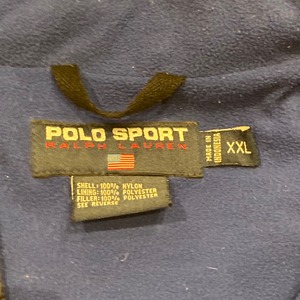 POLO SPORT
RALPH LAUREN
MADE IN
INDONESIA
XXL
SHELL: 100% NYLON
LINING: 100% POLYESTER
FILLER: 100% POLYESTER
SEE REVERSE